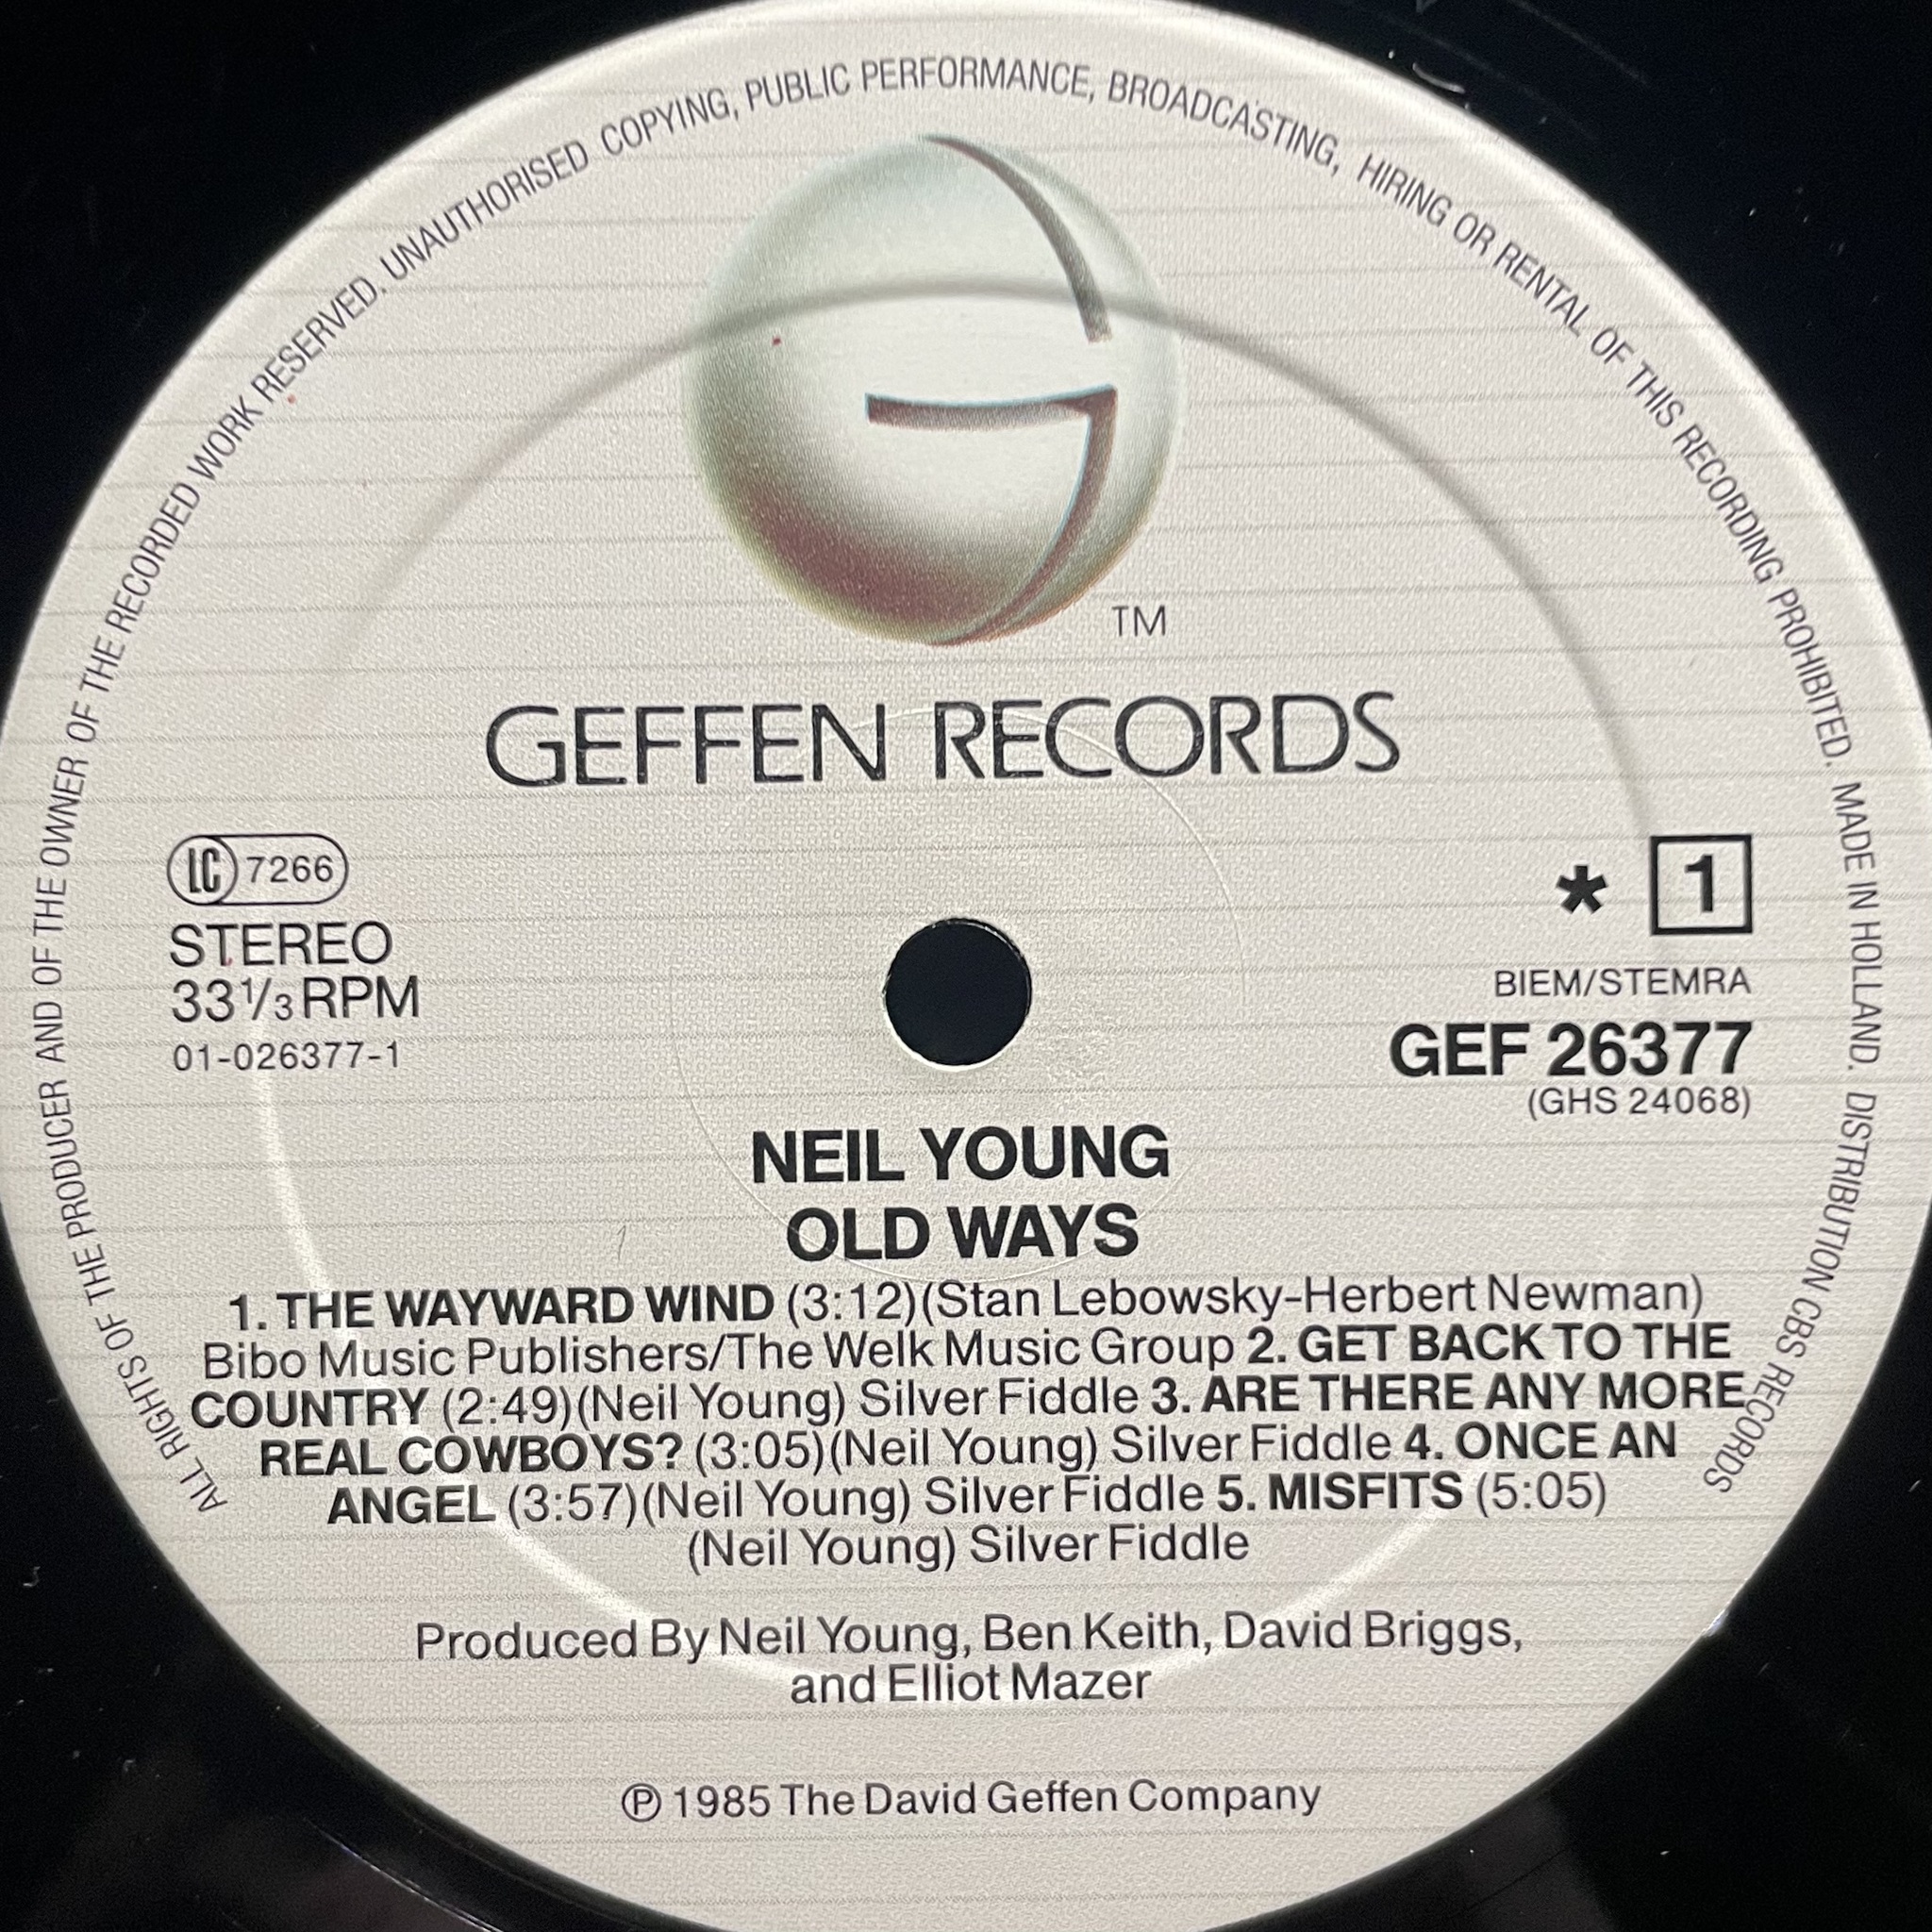 ALL RIGHTS OF THE PRODUCER AND OF THE OWNER OF THE RECORDED WORK RESERVED. UNAUTHORISED COPYING, PUBLIC PERFORMANCE, BROADCASTING, HIRING OR RENTAL OF THIS RECORDING PROHIBITED. MADE IN HOLLAND. DISTRIBUTION CBS RECORDS
G
TM
GEFFEN RECORDS
LC 7266
STEREO
33⅓ RPM
01-026377-1
* 1
BIEM/STEMRA
GEF 26377
(GHS 24068)
NEIL YOUNG
OLD WAYS
1. THE WAYWARD WIND (3:12)(Stan Lebowsky-Herbert Newman)
Bibo Music Publishers/The Welk Music Group 2. GET BACK TO THE
COUNTRY (2:49)(Neil Young) Silver Fiddle 3. ARE THERE ANY MORE
REAL COWBOYS? (3:05)(Neil Young) Silver Fiddle 4. ONCE AN
ANGEL (3:57)(Neil Young) Silver Fiddle 5. MISFITS (5:05)
(Neil Young) Silver Fiddle
Produced By Neil Young, Ben Keith, David Briggs,
and Elliot Mazer
℗ 1985 The David Geffen Company